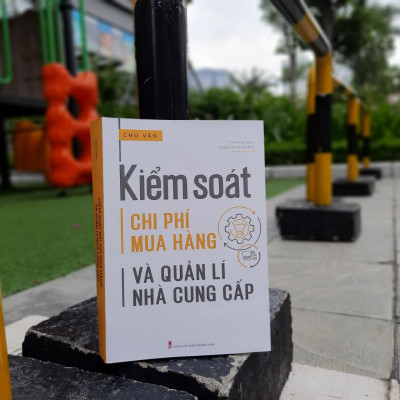 CHU VĂN
Kiểm soát
CHI PHÍ
MUA HÀNG
VÀ QUẢN LÍ
NHÀ CUNG CẤP